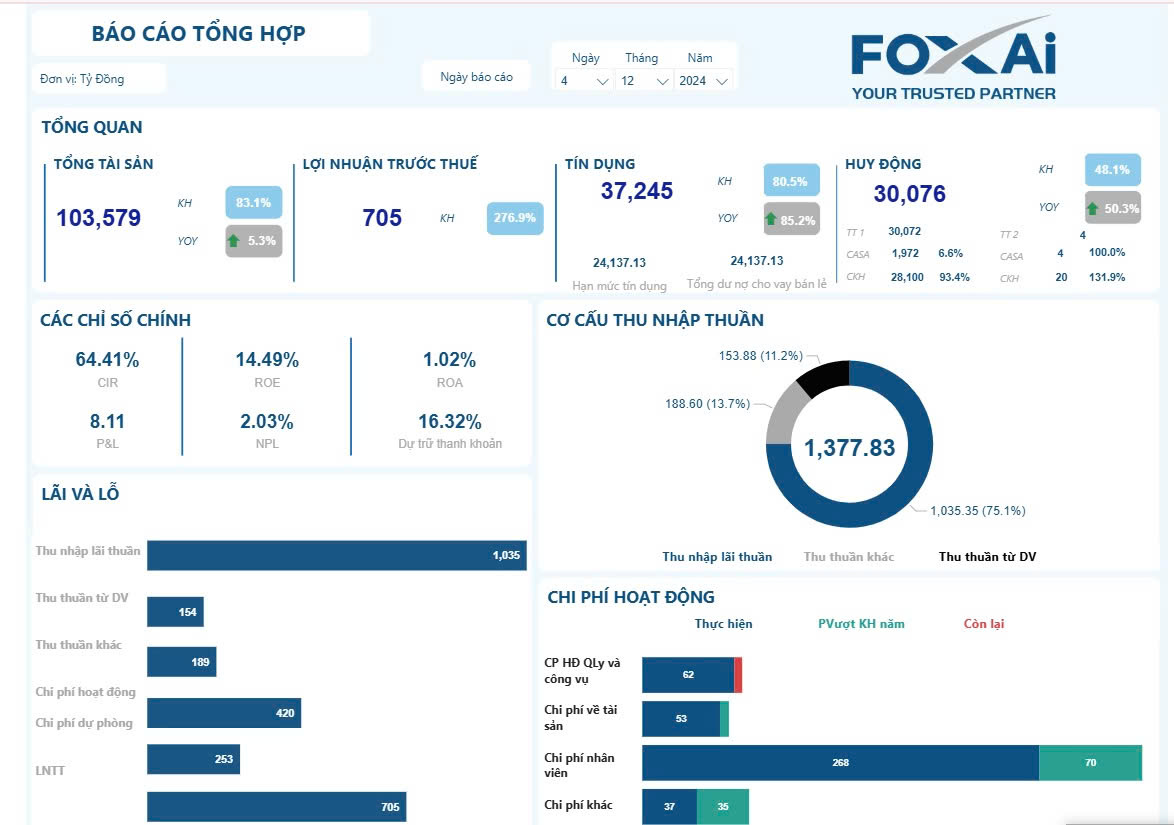 BÁO CÁO TỔNG HỢP
Đơn vị: Tỷ Đồng
Ngày báo cáo
Ngày Tháng Năm
4 12 2024
FOXAi
YOUR TRUSTED PARTNER
TỔNG QUAN
TỔNG TÀI SẢN
103,579
KH 83.1%
YOY 5.3%
LỢI NHUẬN TRƯỚC THUẾ
705
KH 276.9%
TÍN DỤNG
37,245
KH 80.5%
YOY 85.2%
24,137.13
Hạn mức tín dụng
24,137.13
Tổng dư nợ cho vay bán lẻ
HUY ĐỘNG
30,076
KH 48.1%
YOY 50.3%
TT 1 30,072
CASA 1,972 6.6%
CKH 28,100 93.4%
TT 2 4
CASA 4 100.0%
CKH 20 131.9%
CÁC CHỈ SỐ CHÍNH
64.41%
CIR
14.49%
ROE
1.02%
ROA
8.11
P&L
2.03%
NPL
16.32%
Dự trữ thanh khoản
CƠ CẤU THU NHẬP THUẦN
153.88 (11.2%)
188.60 (13.7%)
1,377.83
1,035.35 (75.1%)
Thu nhập lãi thuần Thu thuần khác Thu thuần từ DV
LÃI VÀ LỖ
Thu nhập lãi thuần
1,035
Thu thuần từ DV
154
Thu thuần khác
189
Chi phí hoạt động
420
Chi phí dự phòng
253
LNTT
705
CHI PHÍ HOẠT ĐỘNG
Thực hiện PVượt KH năm Còn lại
CP HĐ QLy và
công vụ
62
Chi phí về tài
sản
53
Chi phí nhân
viên
268 70
Chi phí khác
37 35